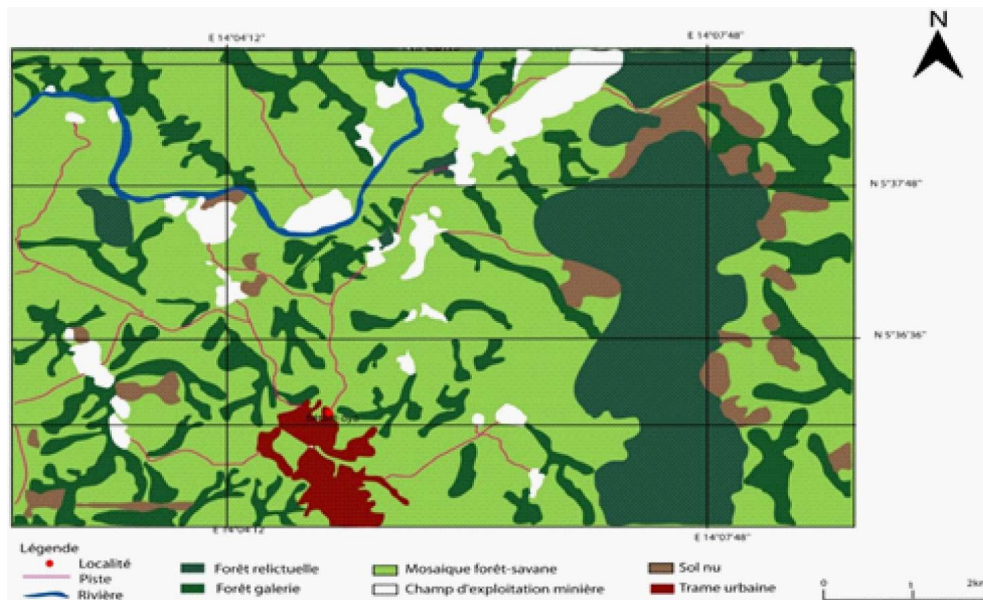 N
E 14°04'12"
E 14°07'48"
N 5°37'48"
N 5°36'36"
E 14°04'12
E 14°07'48"
Légende
Localité
Piste
Rivière
Forêt relictuelle
Forêt galerie
Mosaique forêt-savane
Champ d'exploitation minière
Sol nu
Trame urbaine
0
1
2km